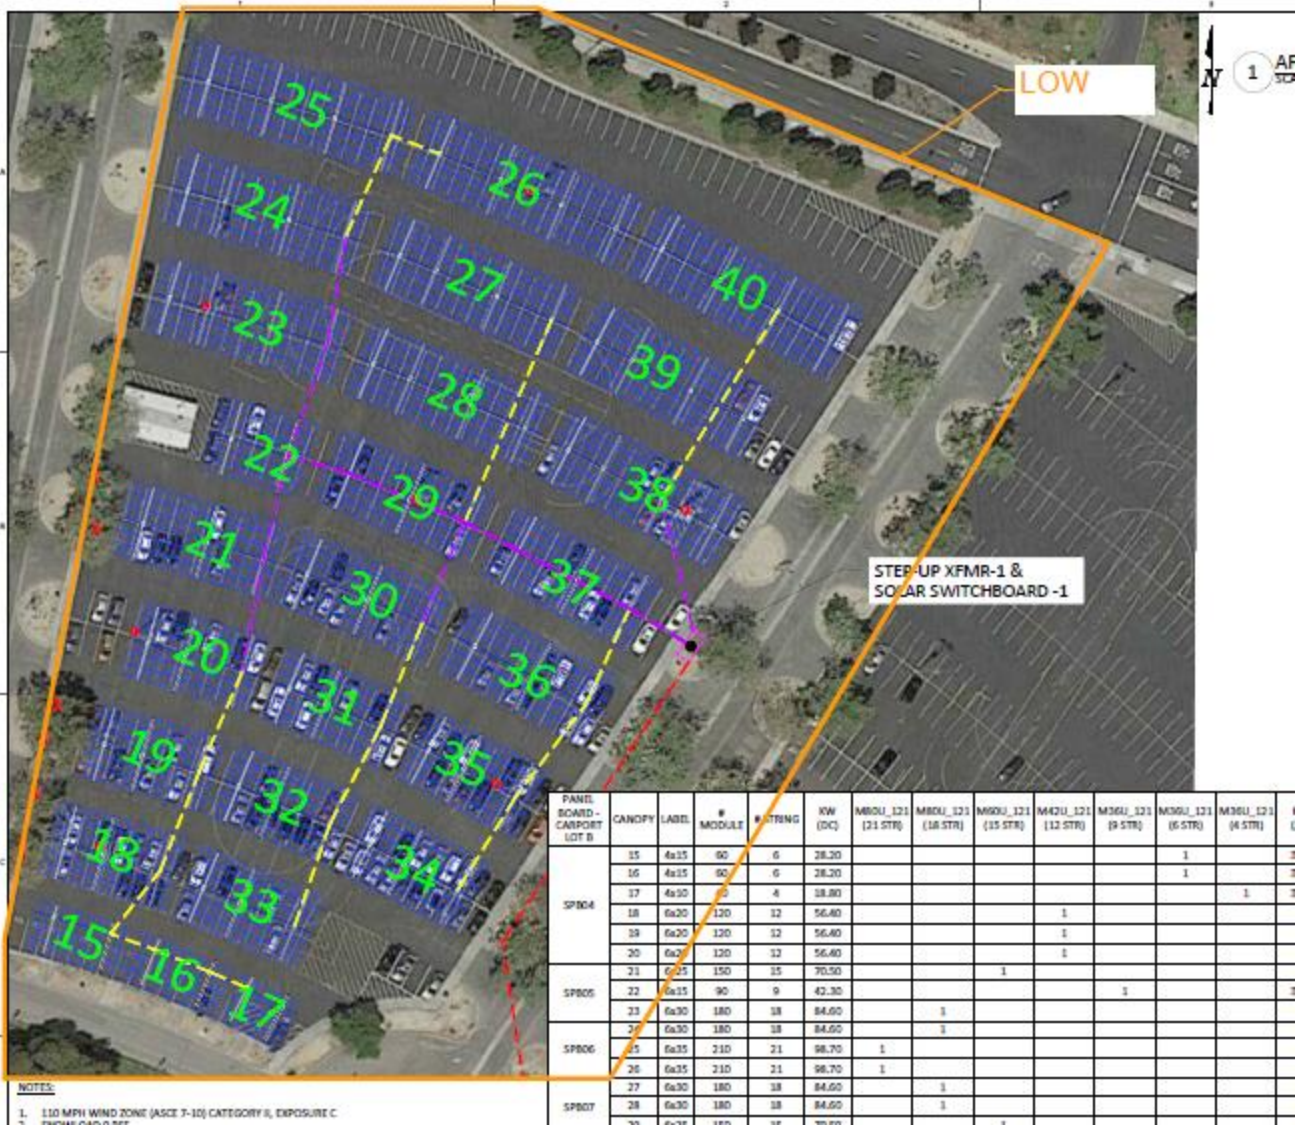 LOW
N
1
25
26
24
27
40
23
39
28
22
38
29
21
37
30
STEP-UP XFMR-1 &
SOLAR SWITCHBOARD -1
20
36
31
19
35
32
18
34
33
15
16
17
PANEL BOARD - CARPORT LOT B CANOPY LABEL # MODULE # STRING KW (DC) M80U_121 (21 STR) M80U_121 (18 STR) M60U_121 (15 STR) M42U_121 (12 STR) M36U_121 (9 STR) M36U_121 (6 STR) M36U_121 (4 STR)
SPB04
15 4x15 60 6 28.20 1
16 4x15 60 6 28.20 1
17 4x10 4 18.80 1
18 6x20 120 12 56.40 1
19 6x20 120 12 56.40 1
20 6x20 120 12 56.40 1
SPB05
21 150 15 70.50 1
22 6x15 90 9 42.30 1
23 6x30 180 18 84.60 1
SPB06
24 6x30 180 18 84.60 1
25 6x35 210 21 98.70 1
26 6x35 210 21 98.70 1
SPB07
27 6x30 180 18 84.60 1
28 6x30 180 18 84.60 1
NOTES:
1. 110 MPH WIND ZONE (ASCE 7-10) CATEGORY II, EXPOSURE C